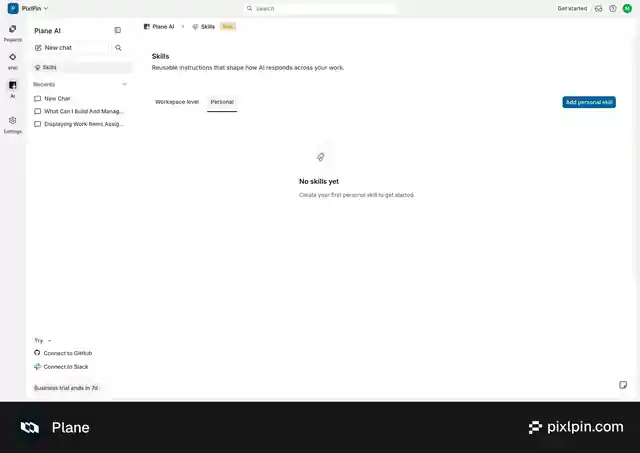 PixlPin
Search
Get started
M
Projects
Wiki
AI
Settings
Plane AI
New chat
Skills
Recents
New Chat
What Can I Build And Manag...
Displaying Work Items Assig...
Try
Connect to GitHub
Connect to Slack
Business trial ends in 7d
Plane AI
Skills
Skills
Reusable instructions that shape how AI responds across your work.
Workspace level
Personal
Add personal skill
No skills yet
Create your first personal skill to get started.
Plane
pixlpin.com